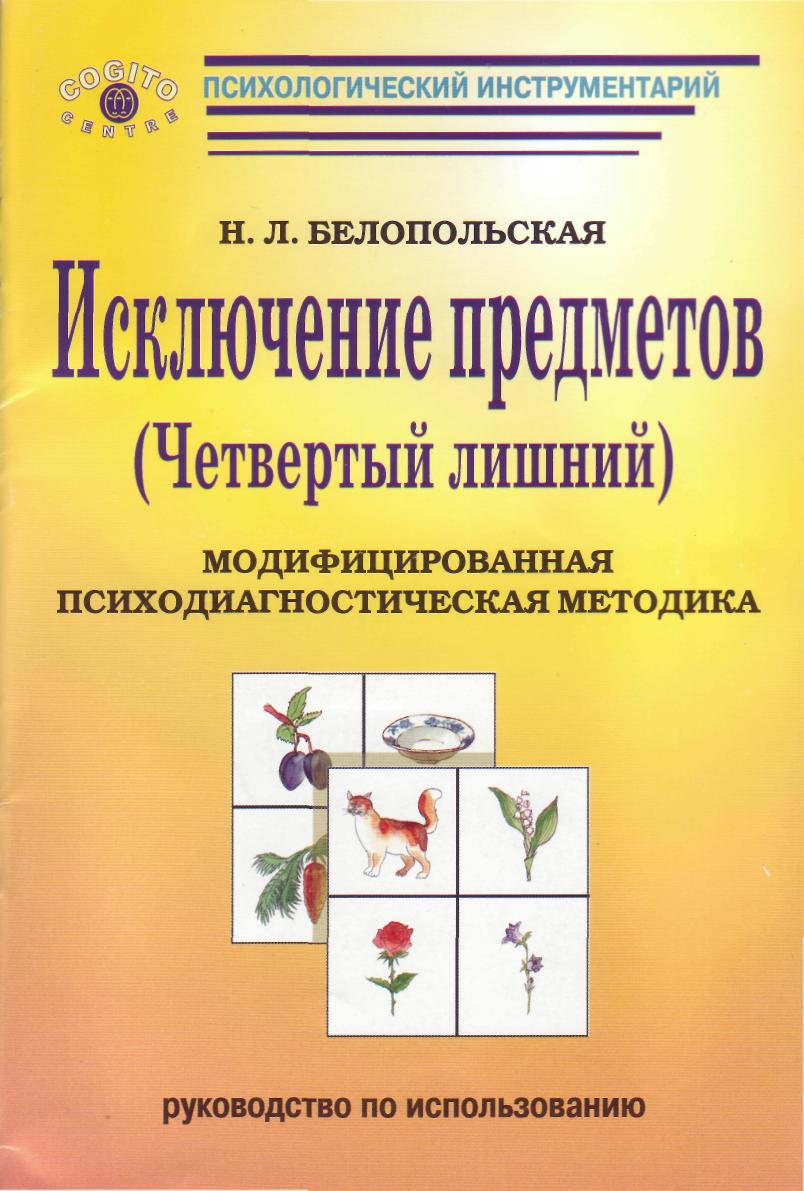 COGITO
CENTRE
ПСИХОЛОГИЧЕСКИЙ ИНСТРУМЕНТАРИЙ
Н. Л. БЕЛОПОЛЬСКАЯ
Исключение предметов
(Четвертый лишний)
МОДИФИЦИРОВАННАЯ
ПСИХОДИАГНОСТИЧЕСКАЯ МЕТОДИКА
РУКОВОДСТВО ПО ИСПОЛЬЗОВАНИЮ